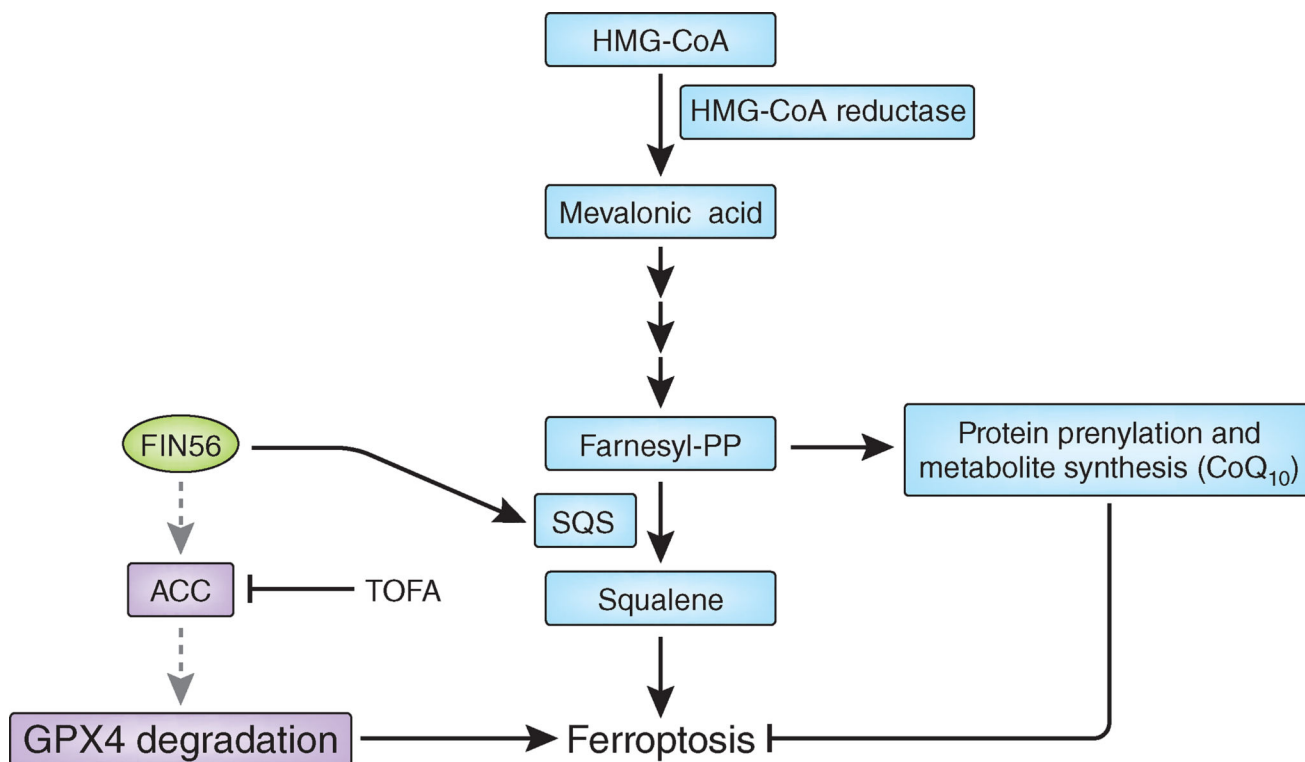 HMG-CoA
HMG-CoA reductase
Mevalonic acid
FIN56
Farnesyl-PP
Protein prenylation and
metabolite synthesis (CoQ₁₀)
SQS
ACC
TOFA
Squalene
GPX4 degradation
Ferroptosis